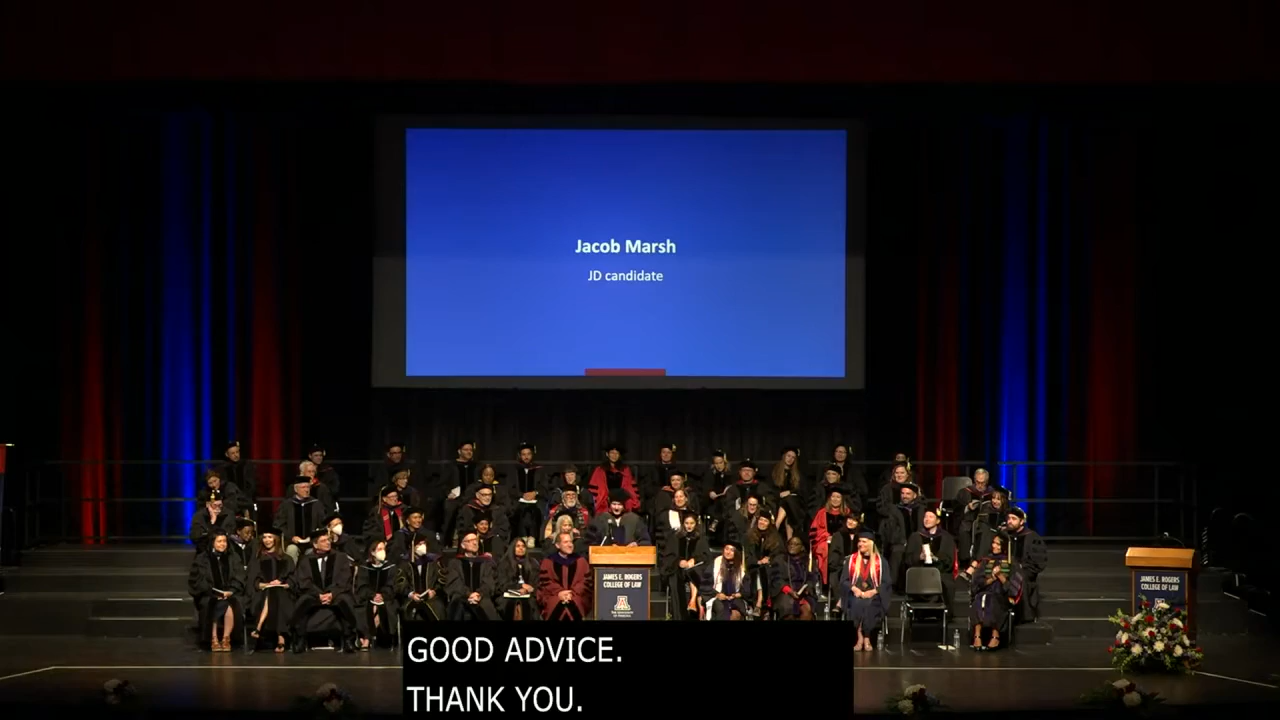 Jacob Marsh
JD candidate
JAMES E. ROGERS
COLLEGE OF LAW
JAMES E. ROGERS
COLLEGE OF LAW
GOOD ADVICE.
THANK YOU.